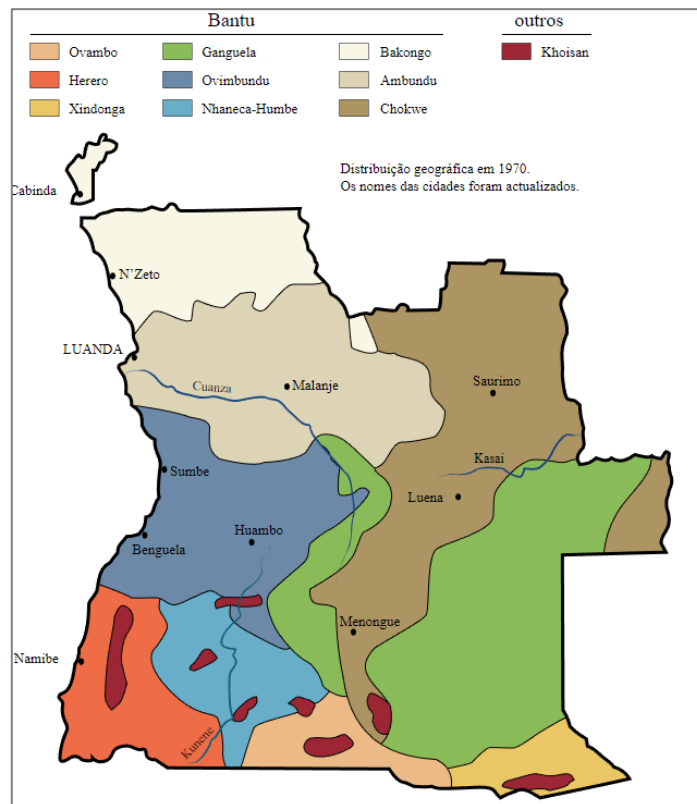 Bantu
outros
Ovambo
Ganguela
Bakongo
Khoisan
Herero
Ovimbundu
Ambundu
Xindonga
Nhaneca-Humbe
Chokwe
Distribuição geográfica em 1970.
Os nomes das cidades foram actualizados.
Cabinda
N'Zeto
LUANDA
Cuanza
Malanje
Saurimo
Sumbe
Kasai
Luena
Huambo
Benguela
Menongue
Namibe
Kunene